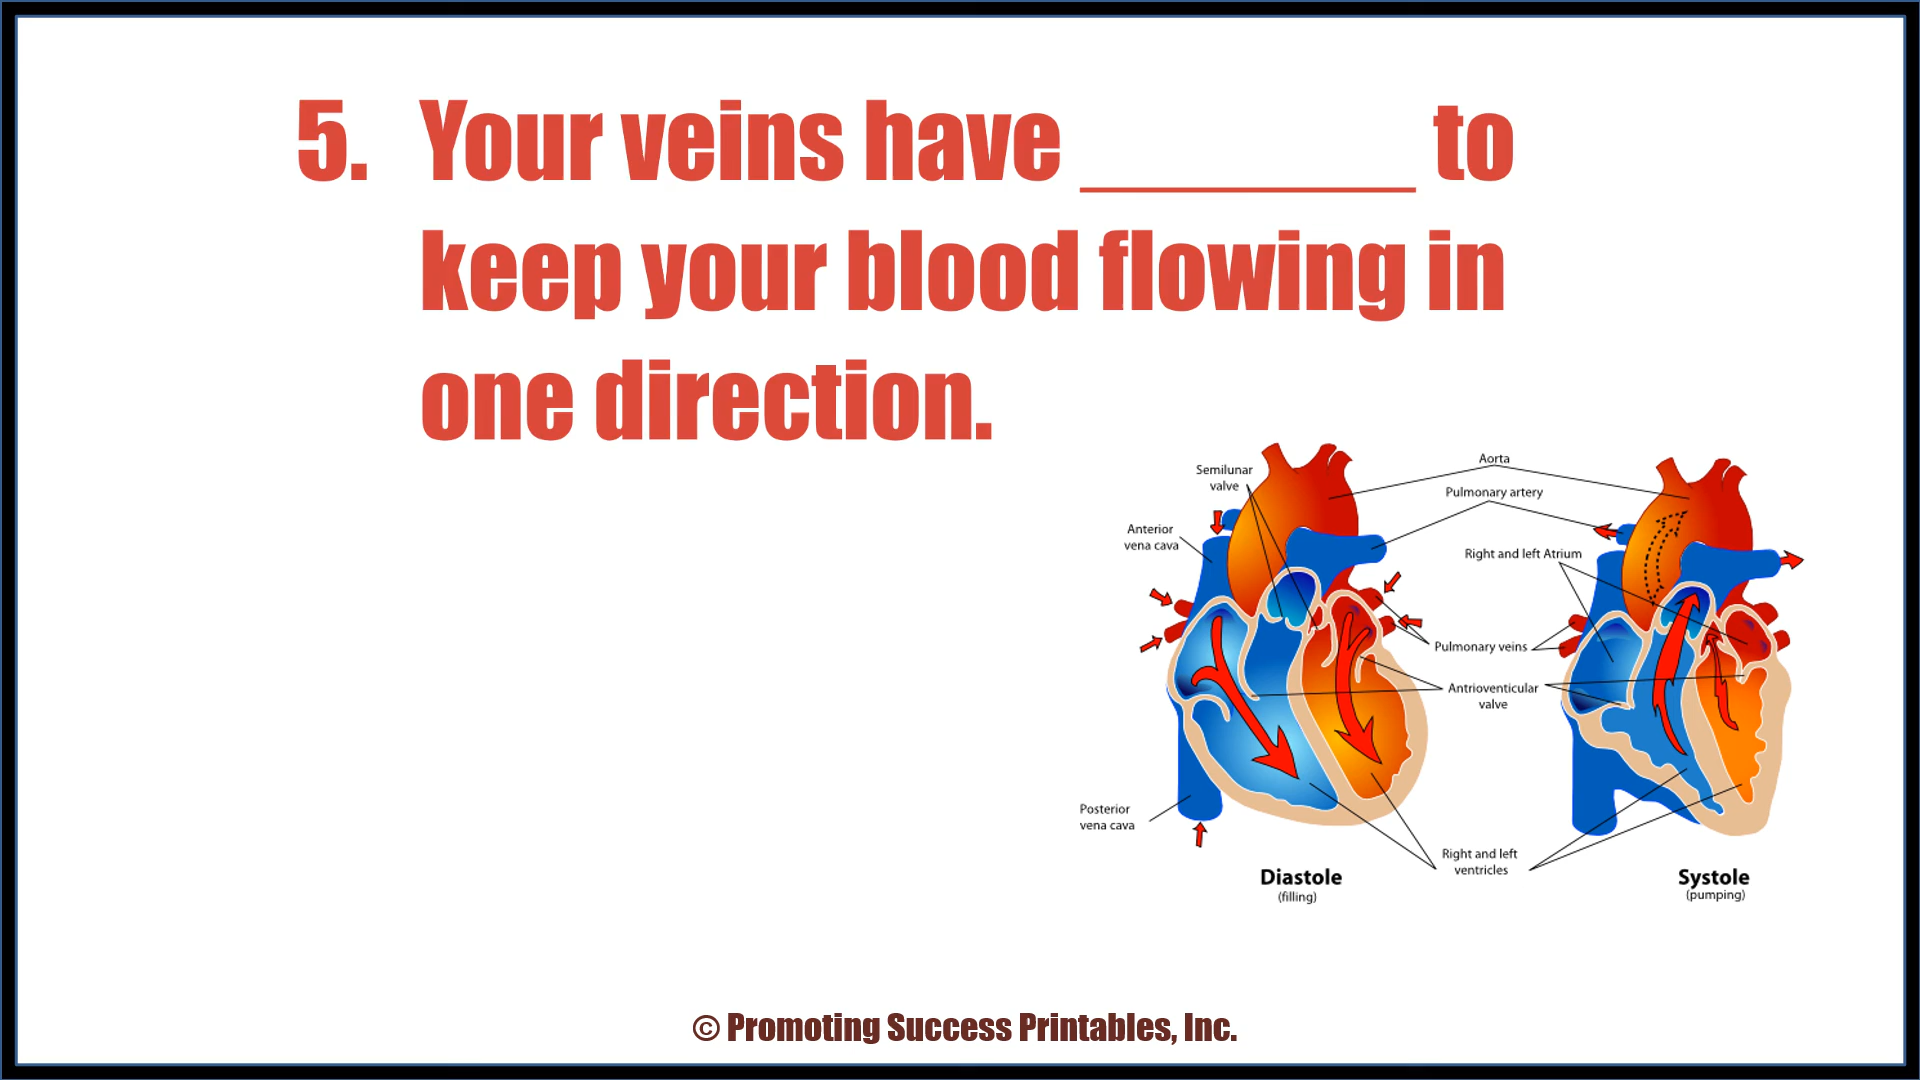 5. Your veins have ________ to
keep your blood flowing in
one direction.
Semilunar
valve
Aorta
Pulmonary artery
Anterior
vena cava
Right and left Atrium
Pulmonary veins
Antrioventicular
valve
Posterior
vena cava
Right and left
ventricles
Diastole
(filling)
Systole
(pumping)
© Promoting Success Printables, Inc.